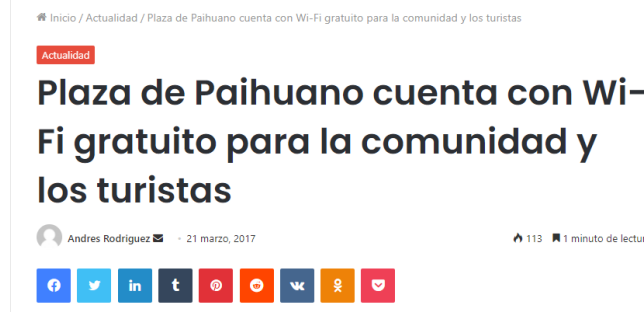 Inicio / Actualidad / Plaza de Paihuano cuenta con Wi-Fi gratuito para la comunidad y los turistas
Actualidad
Plaza de Paihuano cuenta con Wi-
Fi gratuito para la comunidad y
los turistas
Andres Rodriguez - 21 marzo, 2017 113 1 minuto de lectur